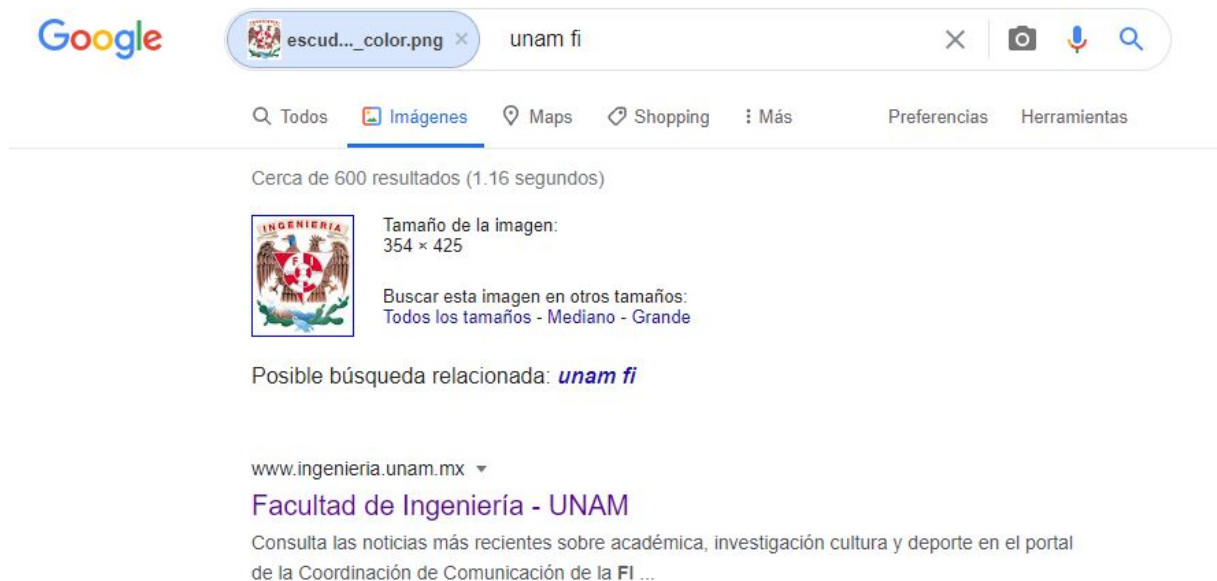 Google
escud..._color.png × unam fi
Todos Imágenes Maps Shopping Más Preferencias Herramientas
Cerca de 600 resultados (1.16 segundos)
INGENIERIA
F I
Tamaño de la imagen:
354 × 425
Buscar esta imagen en otros tamaños:
Todos los tamaños - Mediano - Grande
Posible búsqueda relacionada: unam fi
www.ingenieria.unam.mx
Facultad de Ingeniería - UNAM
Consulta las noticias más recientes sobre académica, investigación cultura y deporte en el portal
de la Coordinación de Comunicación de la FI ...